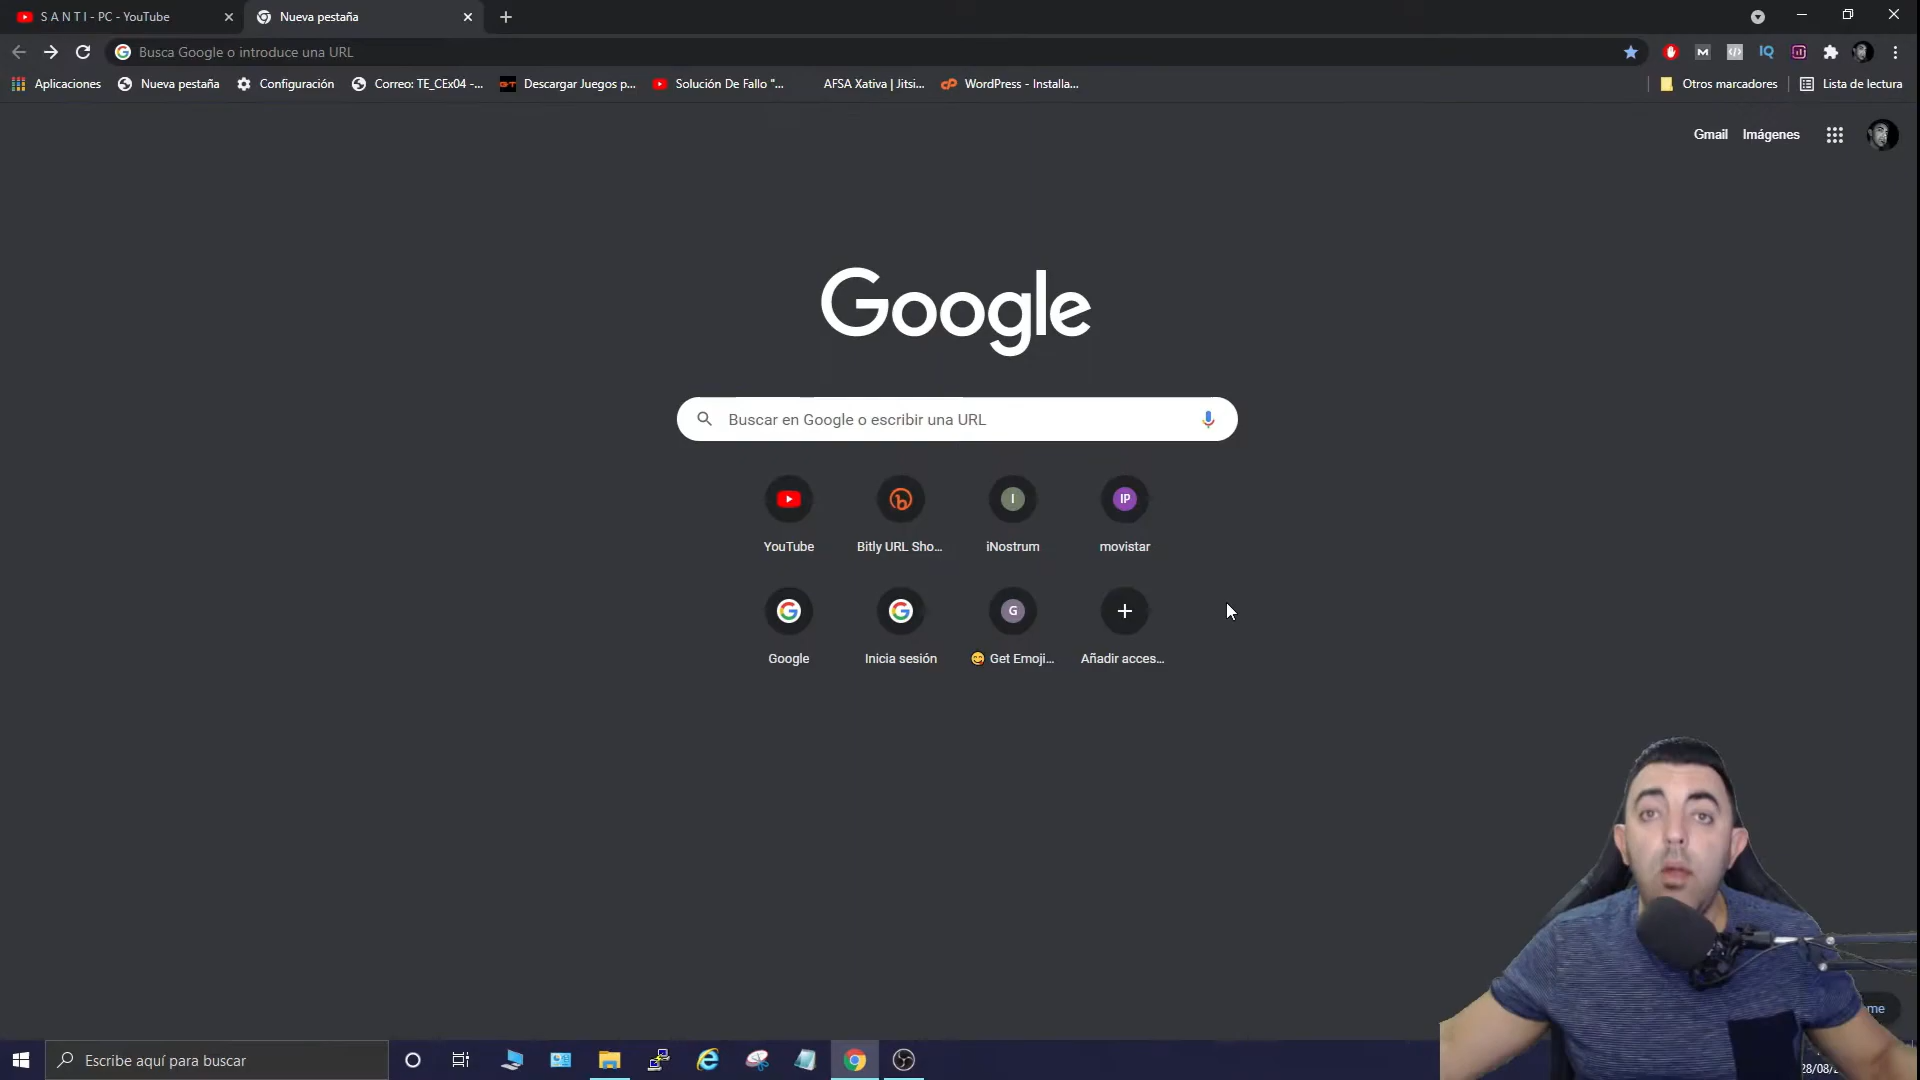 S A N T I - PC - YouTube
Nueva pestaña
Busca Google o introduce una URL
Aplicaciones
Nueva pestaña
Configuración
Correo: TE_CEx04 -...
Descargar Juegos p...
Solución De Fallo "...
AFSA Xativa | Jitsi...
WordPress - Installa...
Otros marcadores
Lista de lectura
Gmail
Imágenes
Google
Buscar en Google o escribir una URL
YouTube
Bitly URL Sho...
I
iNostrum
IP
movistar
Google
Inicia sesión
G
😋 Get Emoji...
Añadir acces...
me
Escribe aquí para buscar